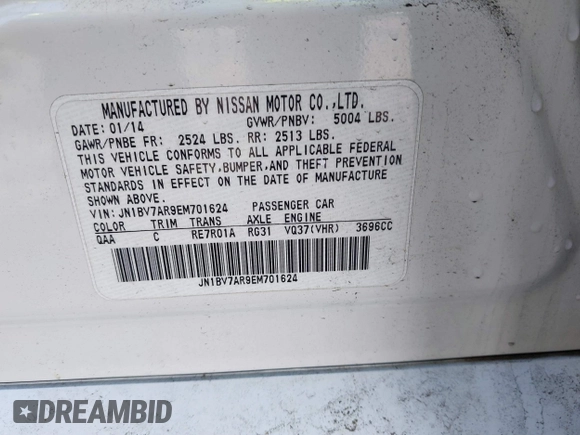 MANUFACTURED BY NISSAN MOTOR CO.,LTD.
DATE: 01/14 GVWR/PNBV: 5004 LBS.
GAWR/PNBE FR: 2524 LBS. RR: 2513 LBS.
THIS VEHICLE CONFORMS TO ALL APPLICABLE FEDERAL
MOTOR VEHICLE SAFETY,BUMPER,AND THEFT PREVENTION
STANDARDS IN EFFECT ON THE DATE OF MANUFACTURE
SHOWN ABOVE.
VIN: JN1BV7AR9EM701624 PASSENGER CAR
COLOR TRIM TRANS AXLE ENGINE
QAA C RE7R01A RG31 VQ37(VHR) 3696CC
JN1BV7AR9EM701624
DREAMBID